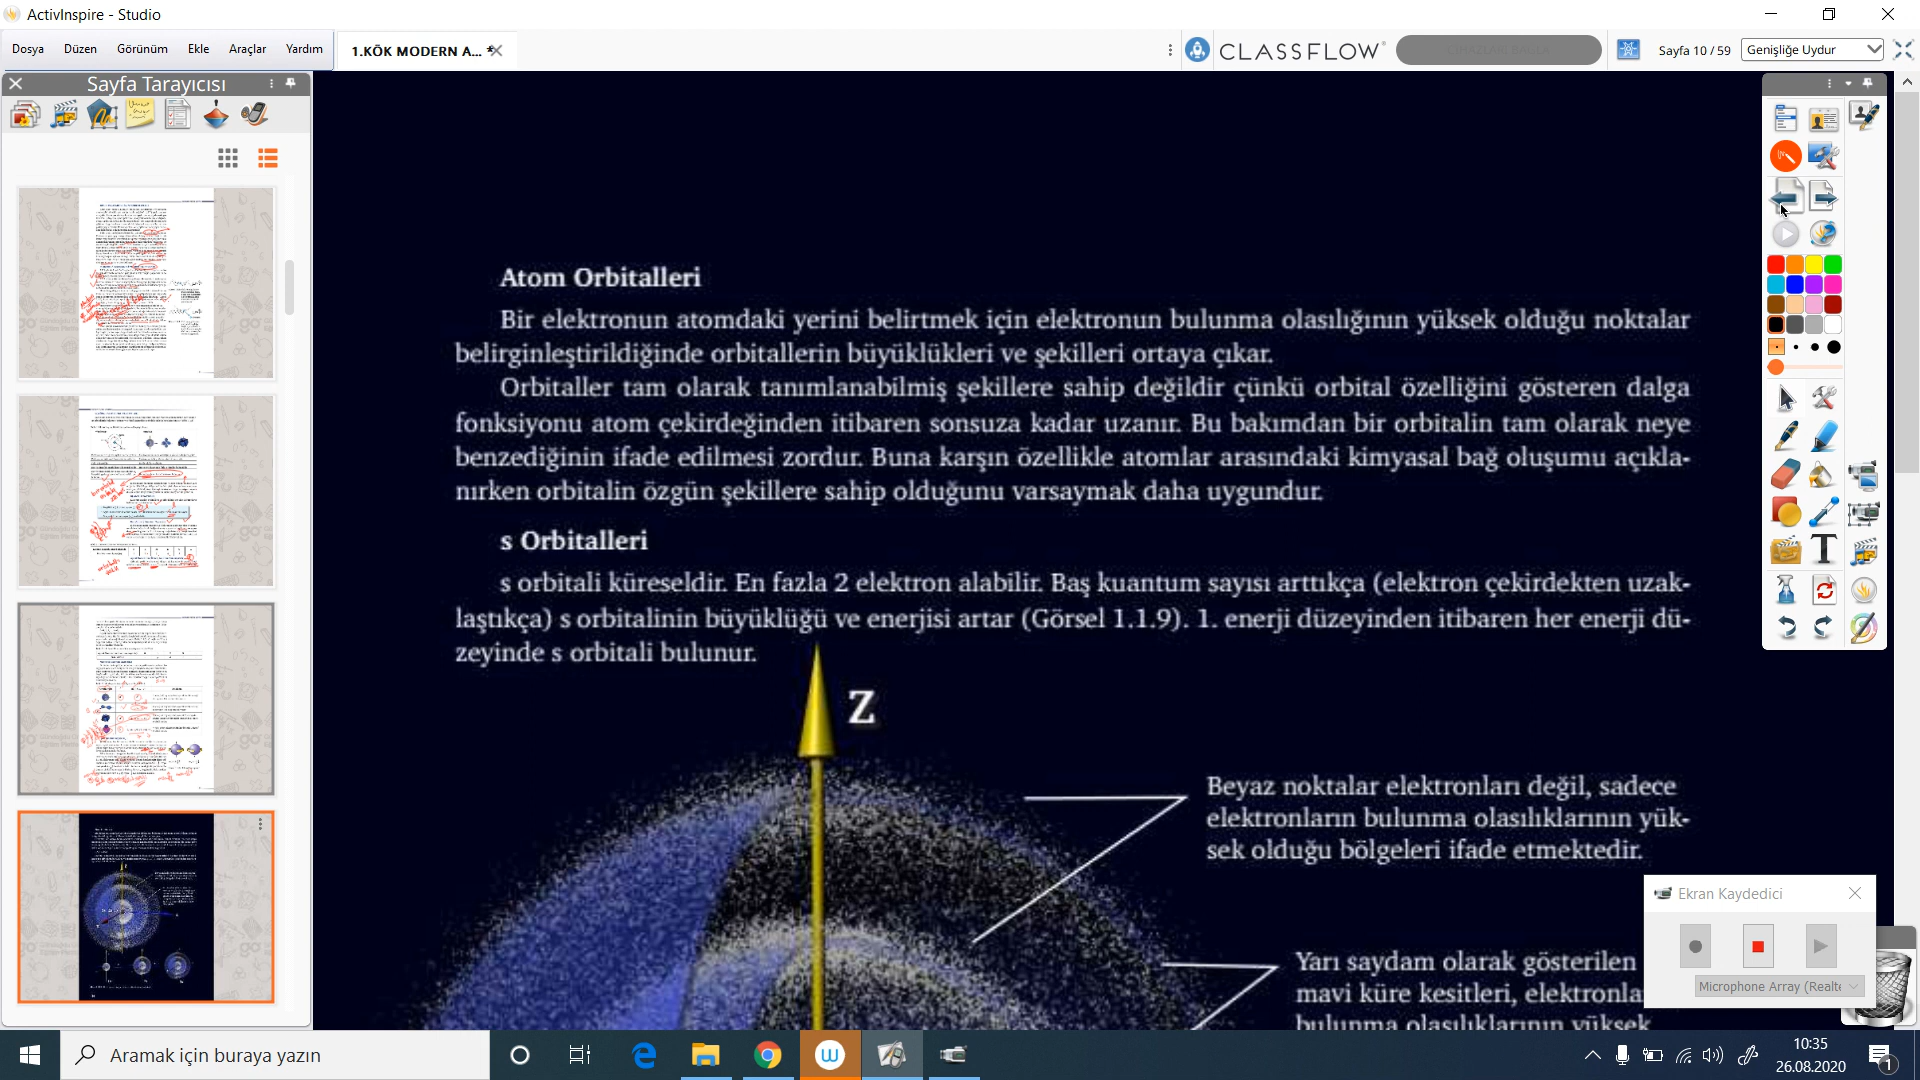 ActivInspire - Studio
Dosya Düzen Görünüm Ekle Araçlar Yardım
1.KÖK MODERN A... *
CLASSFLOW
Sayfa 10 / 59
Genişliğe Uydur
Sayfa Tarayıcısı
Atom Orbitalleri
Bir elektronun atomdaki yerini belirtmek için elektronun bulunma olasılığının yüksek olduğu noktalar
belirginleştirildiğinde orbitallerin büyüklükleri ve şekilleri ortaya çıkar.
Orbitaller tam olarak tanımlanabilmiş şekillere sahip değildir çünkü orbital özelliğini gösteren dalga
fonksiyonu atom çekirdeğinden itibaren sonsuza kadar uzanır. Bu bakımdan bir orbitalin tam olarak neye
benzediğinin ifade edilmesi zordur. Buna karşın özellikle atomlar arasındaki kimyasal bağ oluşumu açıkla-
nırken orbitalin özgün şekillere sahip olduğunu varsaymak daha uygundur.
s Orbitalleri
s orbitali küreseldir. En fazla 2 elektron alabilir. Baş kuantum sayısı arttıkça (elektron çekirdekten uzak-
laştıkça) s orbitalinin büyüklüğü ve enerjisi artar (Görsel 1.1.9). 1. enerji düzeyinden itibaren her enerji dü-
zeyinde s orbitali bulunur.
Z
Beyaz noktalar elektronları değil, sadece
elektronların bulunma olasılıklarının yük-
sek olduğu bölgeleri ifade etmektedir.
Yarı saydam olarak gösterilen
mavi küre kesitleri, elektronla
bulunma olasılıklarının yüksek
Ekran Kaydedici
Microphone Array (Realte
Aramak için buraya yazın
10:35
26.08.2020
1